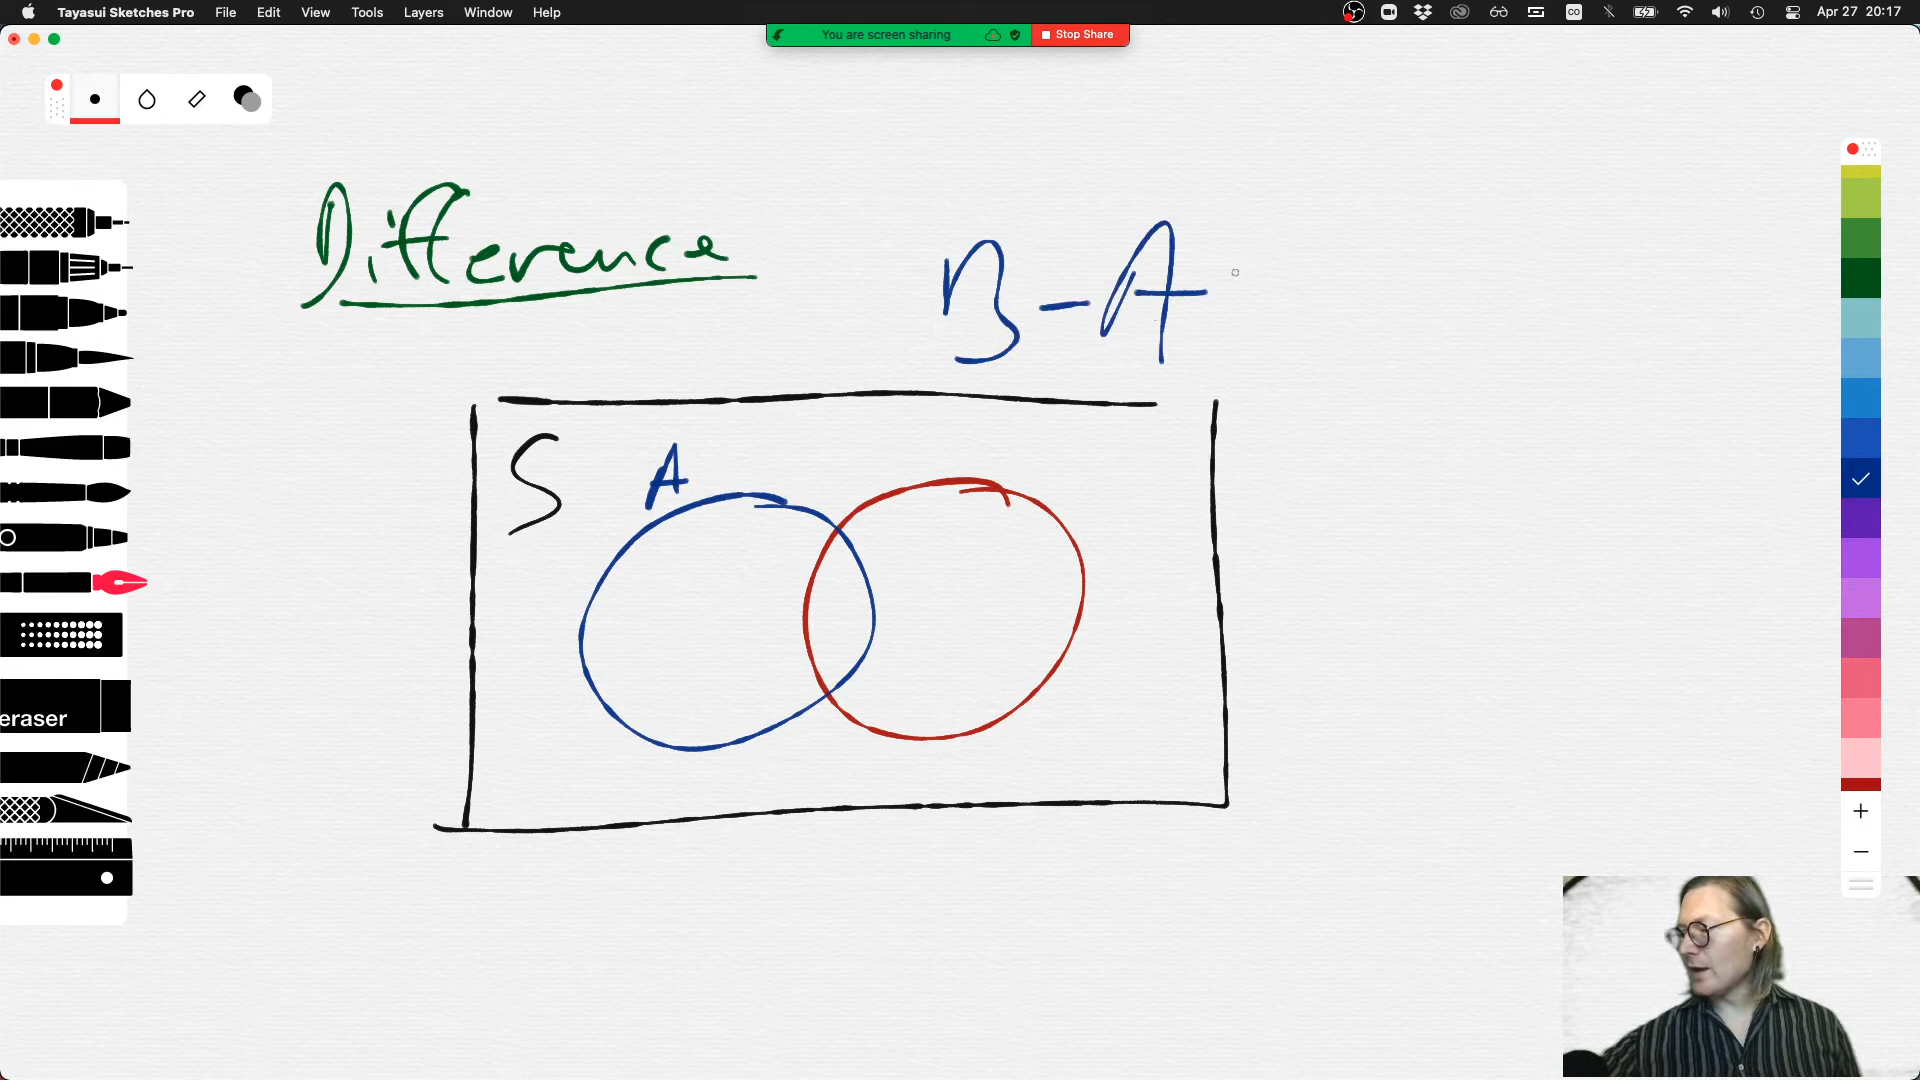 Tayasui Sketches Pro File Edit View Tools Layers Window Help Apr 27 20:17
You are screen sharing Stop Share
Difference
B - A
S
A
eraser